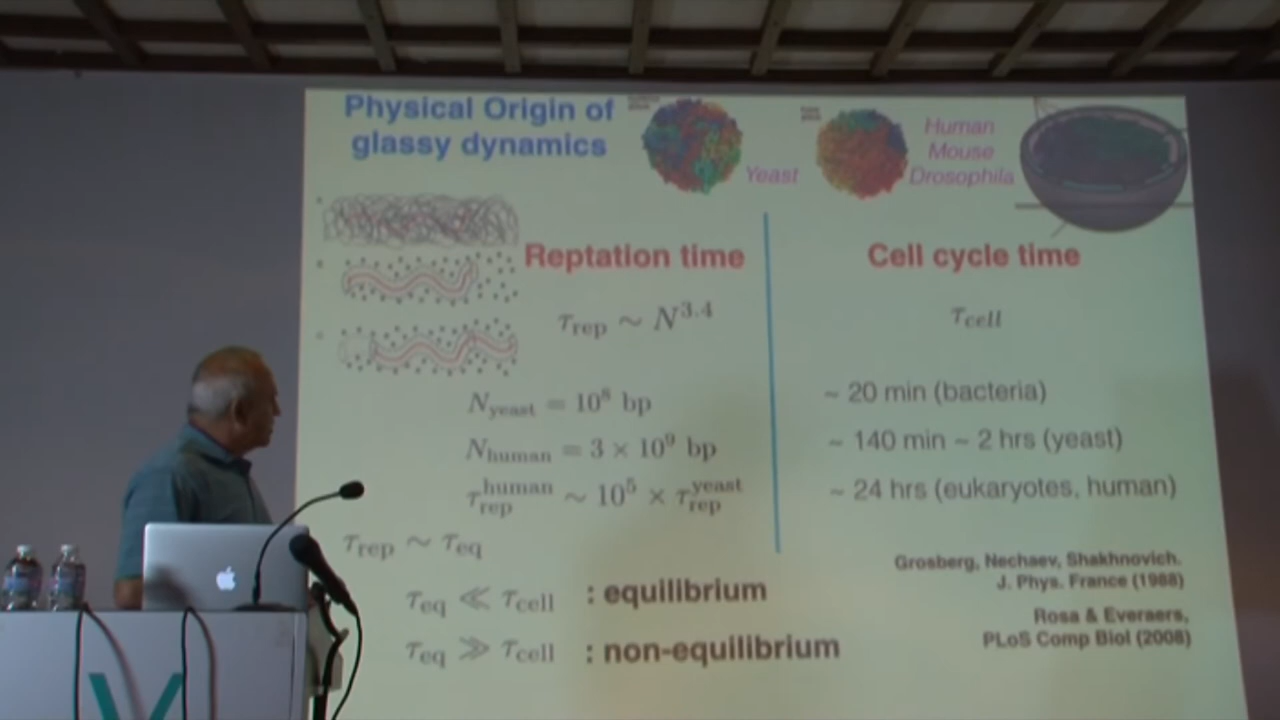 Physical Origin of
glassy dynamics
Yeast
Human
Mouse
Drosophila
Reptation time
τ_rep ∼ N^3.4
N_yeast = 10^8 bp
N_human = 3 × 10^9 bp
τ_rep^human ∼ 10^5 × τ_rep^yeast
τ_rep ∼ τ_eq
τ_eq ≪ τ_cell : equilibrium
τ_eq ≫ τ_cell : non-equilibrium
Cell cycle time
τ_cell
~ 20 min (bacteria)
~ 140 min ~ 2 hrs (yeast)
~ 24 hrs (eukaryotes, human)
Grosberg, Nechaev, Shakhnovich.
J. Phys. France (1988)
Rosa & Everaers,
PLoS Comp Biol (2008)